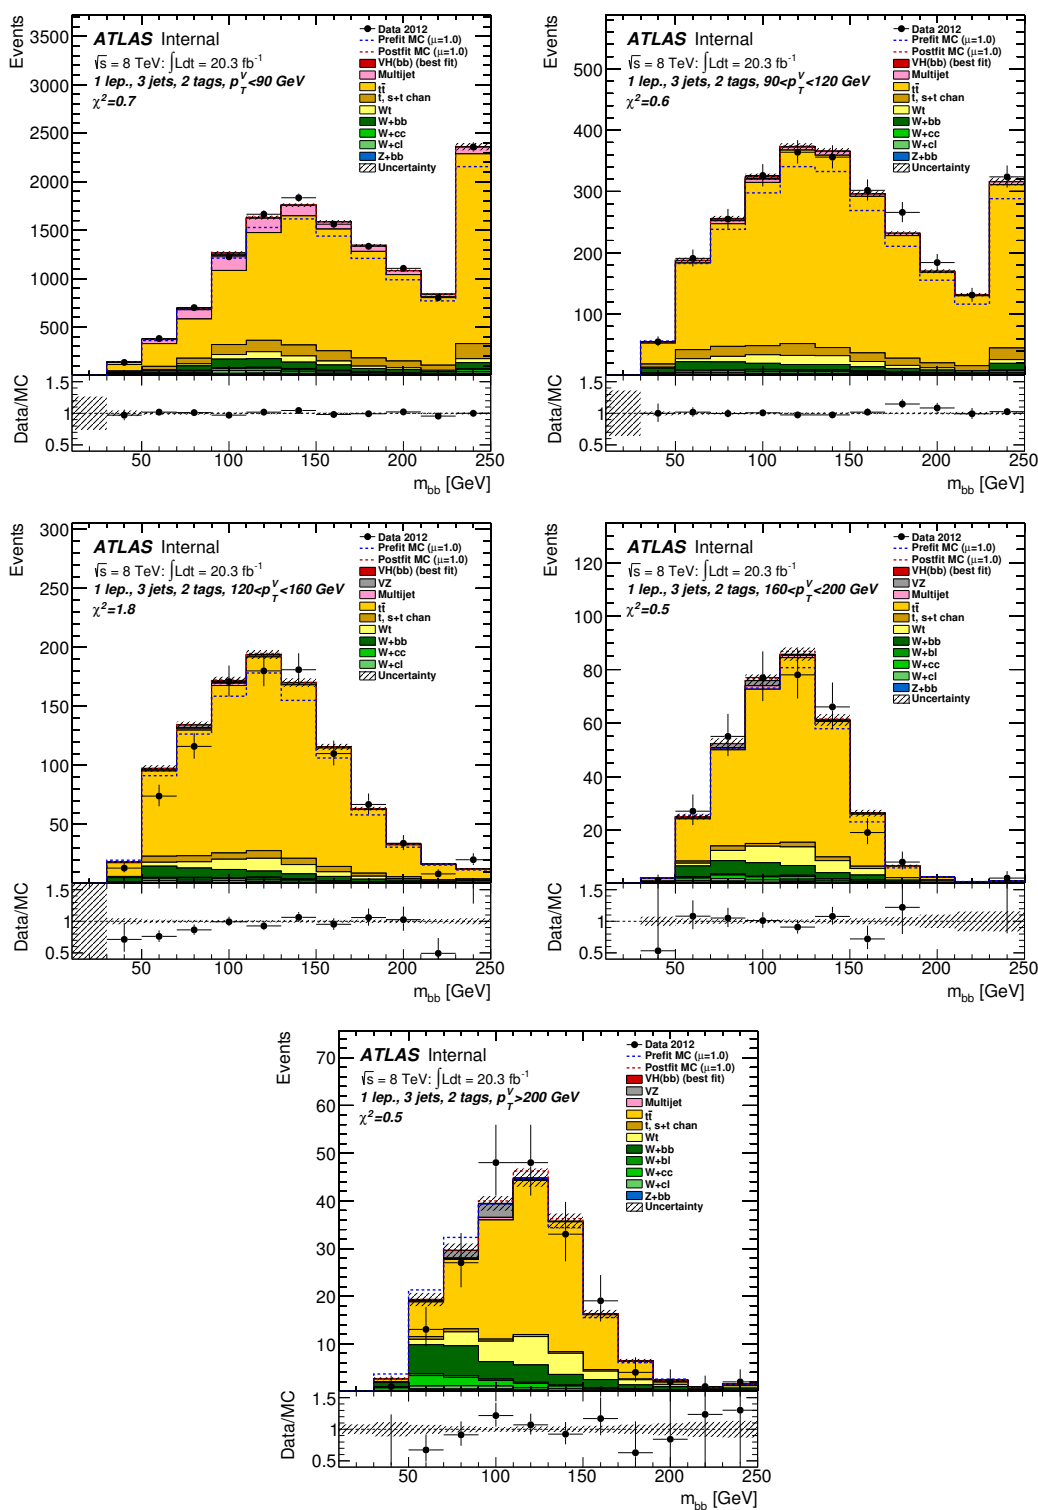 Events
3500
3000
2500
2000
1500
1000
500
ATLAS Internal
√s = 8 TeV: ∫Ldt = 20.3 fb⁻¹
1 lep., 3 jets, 2 tags, p_T^V<90 GeV
χ²=0.7
Data 2012
Prefit MC (μ=1.0)
Postfit MC (μ=1.0)
VH(bb) (best fit)
Multijet
tt̄
t, s+t chan
Wt
W+bb
W+cc
W+cl
Z+bb
Uncertainty
Data/MC
1.5
1
0.5
50 100 150 200 250
m_bb [GeV]
Events
500
400
300
200
100
ATLAS Internal
√s = 8 TeV: ∫Ldt = 20.3 fb⁻¹
1 lep., 3 jets, 2 tags, 90<p_T^V<120 GeV
χ²=0.6
Data 2012
Prefit MC (μ=1.0)
Postfit MC (μ=1.0)
VH(bb) (best fit)
Multijet
tt̄
t, s+t chan
Wt
W+bb
W+cc
W+cl
Z+bb
Uncertainty
Data/MC
1.5
1
0.5
50 100 150 200 250
m_bb [GeV]
Events
300
250
200
150
100
50
ATLAS Internal
√s = 8 TeV: ∫Ldt = 20.3 fb⁻¹
1 lep., 3 jets, 2 tags, 120<p_T^V<160 GeV
χ²=1.8
Data 2012
Prefit MC (μ=1.0)
Postfit MC (μ=1.0)
VH(bb) (best fit)
VZ
Multijet
tt̄
t, s+t chan
Wt
W+bb
W+cc
W+cl
Uncertainty
Data/MC
1.5
1
0.5
50 100 150 200 250
m_bb [GeV]
Events
120
100
80
60
40
20
ATLAS Internal
√s = 8 TeV: ∫Ldt = 20.3 fb⁻¹
1 lep., 3 jets, 2 tags, 160<p_T^V<200 GeV
χ²=0.5
Data 2012
Prefit MC (μ=1.0)
Postfit MC (μ=1.0)
VH(bb) (best fit)
VZ
Multijet
tt̄
t, s+t chan
Wt
W+bb
W+bl
W+cc
W+cl
Z+bb
Uncertainty
Data/MC
1.5
1
0.5
50 100 150 200 250
m_bb [GeV]
Events
70
60
50
40
30
20
10
ATLAS Internal
√s = 8 TeV: ∫Ldt = 20.3 fb⁻¹
1 lep., 3 jets, 2 tags, p_T^V>200 GeV
χ²=0.5
Data 2012
Prefit MC (μ=1.0)
Postfit MC (μ=1.0)
VH(bb) (best fit)
VZ
Multijet
tt̄
t, s+t chan
Wt
W+bb
W+bl
W+cc
W+cl
Z+bb
Uncertainty
Data/MC
1.5
1
0.5
50 100 150 200 250
m_bb [GeV]